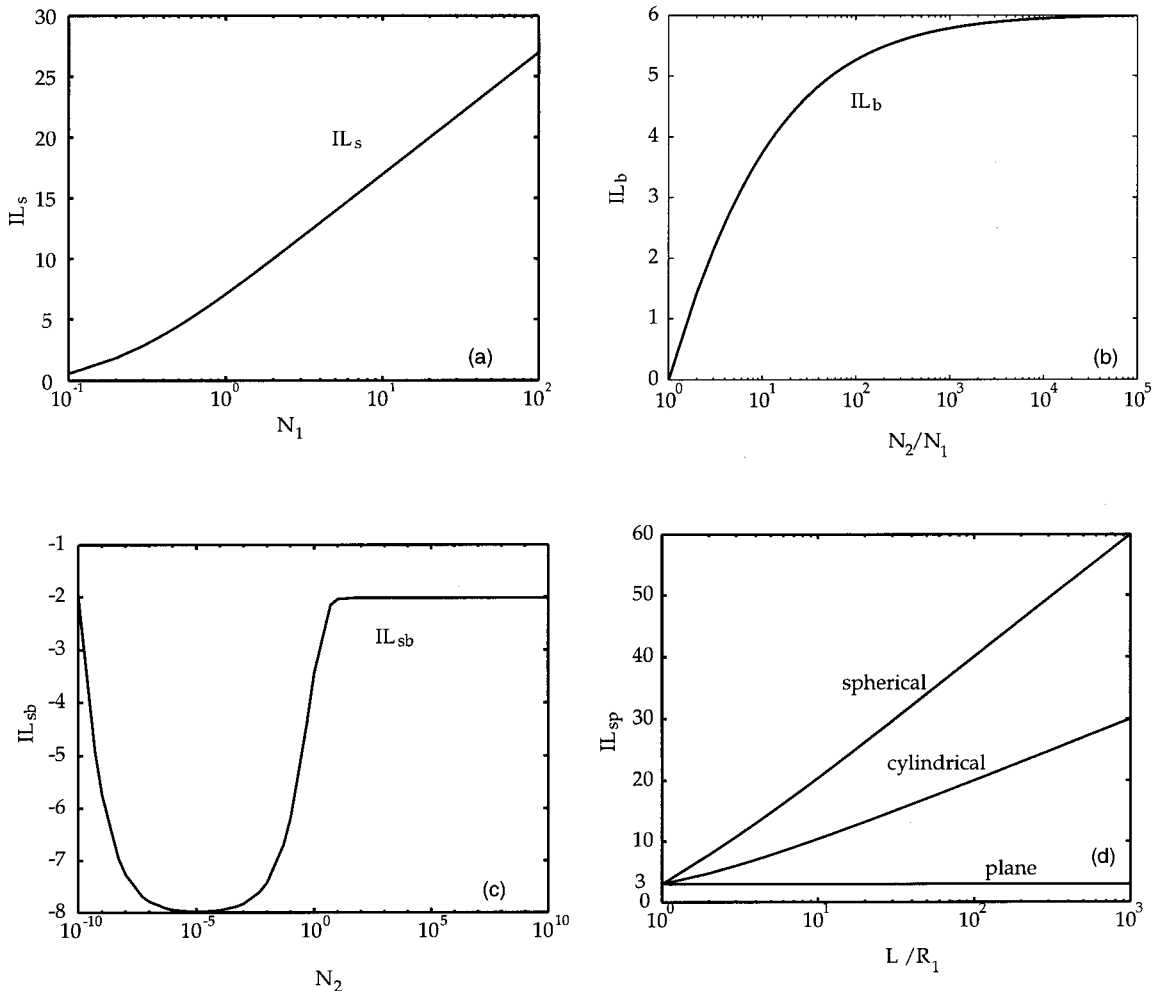 30
25
20
15
10
5
0
IL_s
IL_s
(a)
10^-1
10^0
10^1
10^2
N_1
6
5
4
3
2
1
0
IL_b
IL_b
(b)
10^0
10^1
10^2
10^3
10^4
10^5
N_2/N_1
-1
-2
-3
-4
-5
-6
-7
-8
IL_sb
IL_sb
(c)
10^-10
10^-5
10^0
10^5
10^10
N_2
60
50
40
30
20
10
3
0
IL_sp
spherical
cylindrical
plane
(d)
10^0
10^1
10^2
10^3
L /R_1